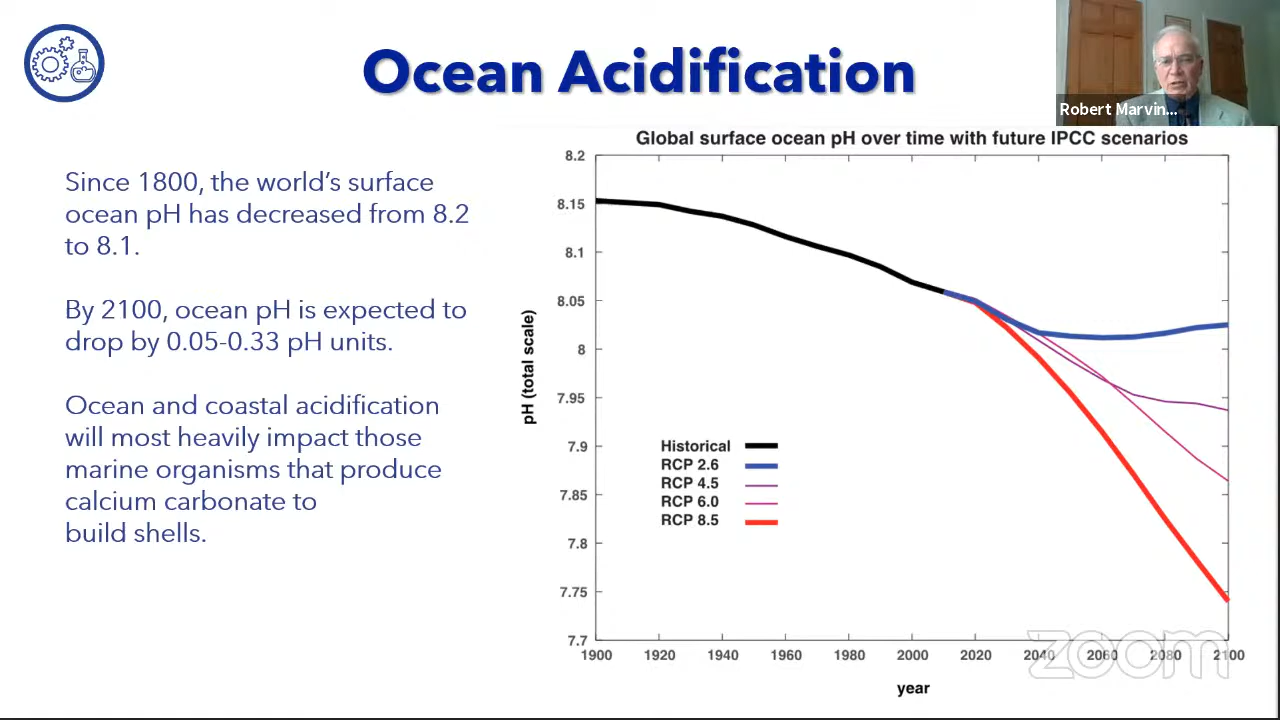 Ocean Acidification
Robert Marvin...
Since 1800, the world’s surface
ocean pH has decreased from 8.2
to 8.1.
By 2100, ocean pH is expected to
drop by 0.05-0.33 pH units.
Ocean and coastal acidification
will most heavily impact those
marine organisms that produce
calcium carbonate to
build shells.
Global surface ocean pH over time with future IPCC scenarios
pH (total scale)
8.2
8.15
8.1
8.05
8
7.95
7.9
7.85
7.8
7.75
7.7
Historical
RCP 2.6
RCP 4.5
RCP 6.0
RCP 8.5
1900 1920 1940 1960 1980 2000 2020 2040 2060 2080 2100
year
zoom